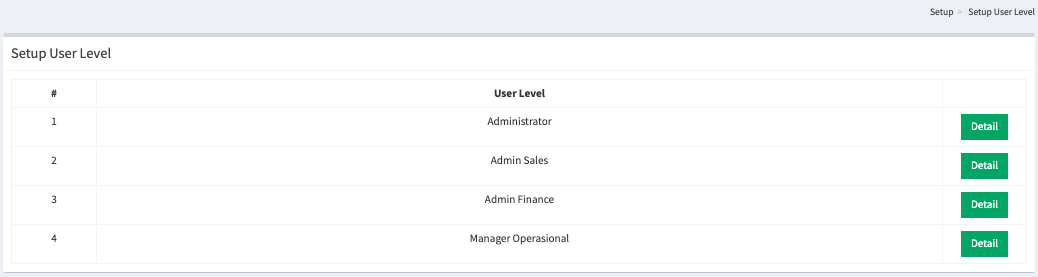 Setup > Setup User Level
Setup User Level
# User Level
1 Administrator Detail
2 Admin Sales Detail
3 Admin Finance Detail
4 Manager Operasional Detail